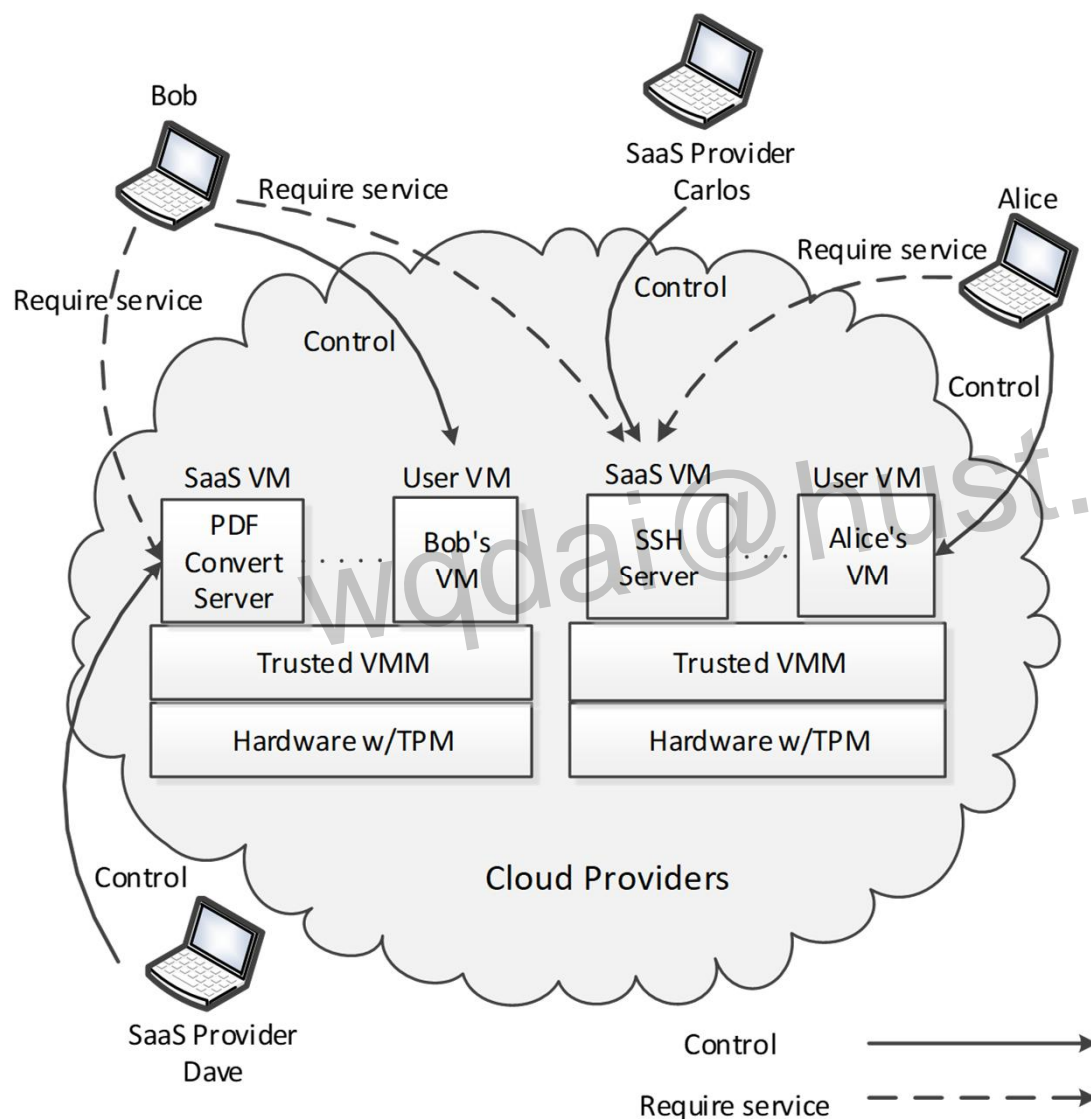 Bob
SaaS Provider
Carlos
Alice
Require service
Require service
Require service
Control
Control
Control
SaaS VM
User VM
SaaS VM
User VM
PDF
Convert
Server
Bob's
VM
SSH
Server
Alice's
VM
wqdai@hust.
Trusted VMM
Trusted VMM
Hardware w/TPM
Hardware w/TPM
Control
Cloud Providers
SaaS Provider
Dave
Control
Require service